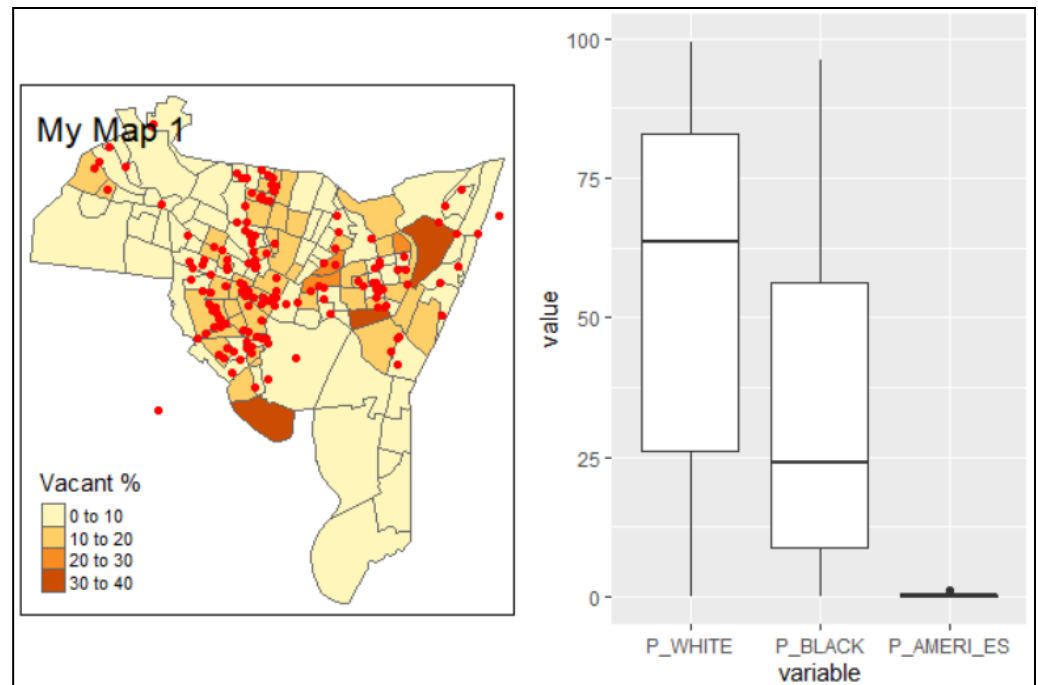 My Map 1
Vacant %
0 to 10
10 to 20
20 to 30
30 to 40
value
100
75
50
25
0
P_WHITE P_BLACK P_AMERI_ES
variable